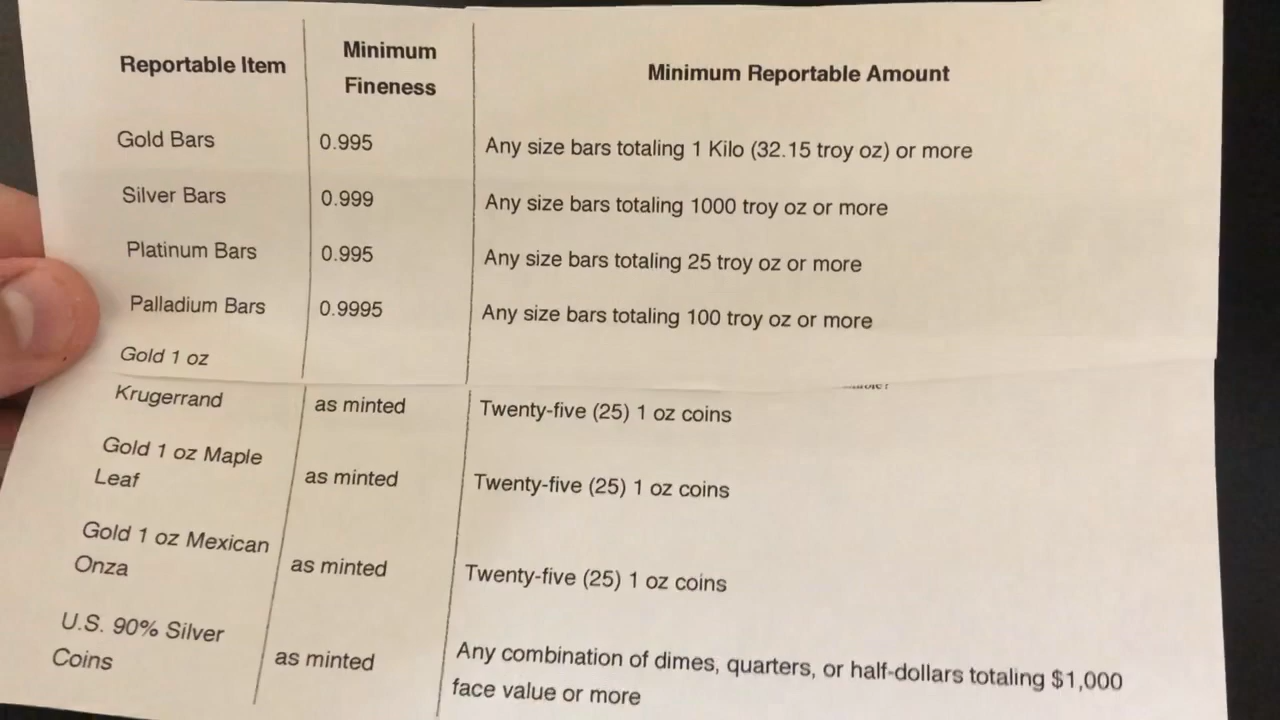 Reportable Item Minimum Fineness Minimum Reportable Amount
Gold Bars 0.995 Any size bars totaling 1 Kilo (32.15 troy oz) or more
Silver Bars 0.999 Any size bars totaling 1000 troy oz or more
Platinum Bars 0.995 Any size bars totaling 25 troy oz or more
Palladium Bars 0.9995 Any size bars totaling 100 troy oz or more
Gold 1 oz
Krugerrand as minted Twenty-five (25) 1 oz coins
Gold 1 oz Maple
Leaf as minted Twenty-five (25) 1 oz coins
Gold 1 oz Mexican
Onza as minted Twenty-five (25) 1 oz coins
U.S. 90% Silver
Coins as minted Any combination of dimes, quarters, or half-dollars totaling $1,000
face value or more